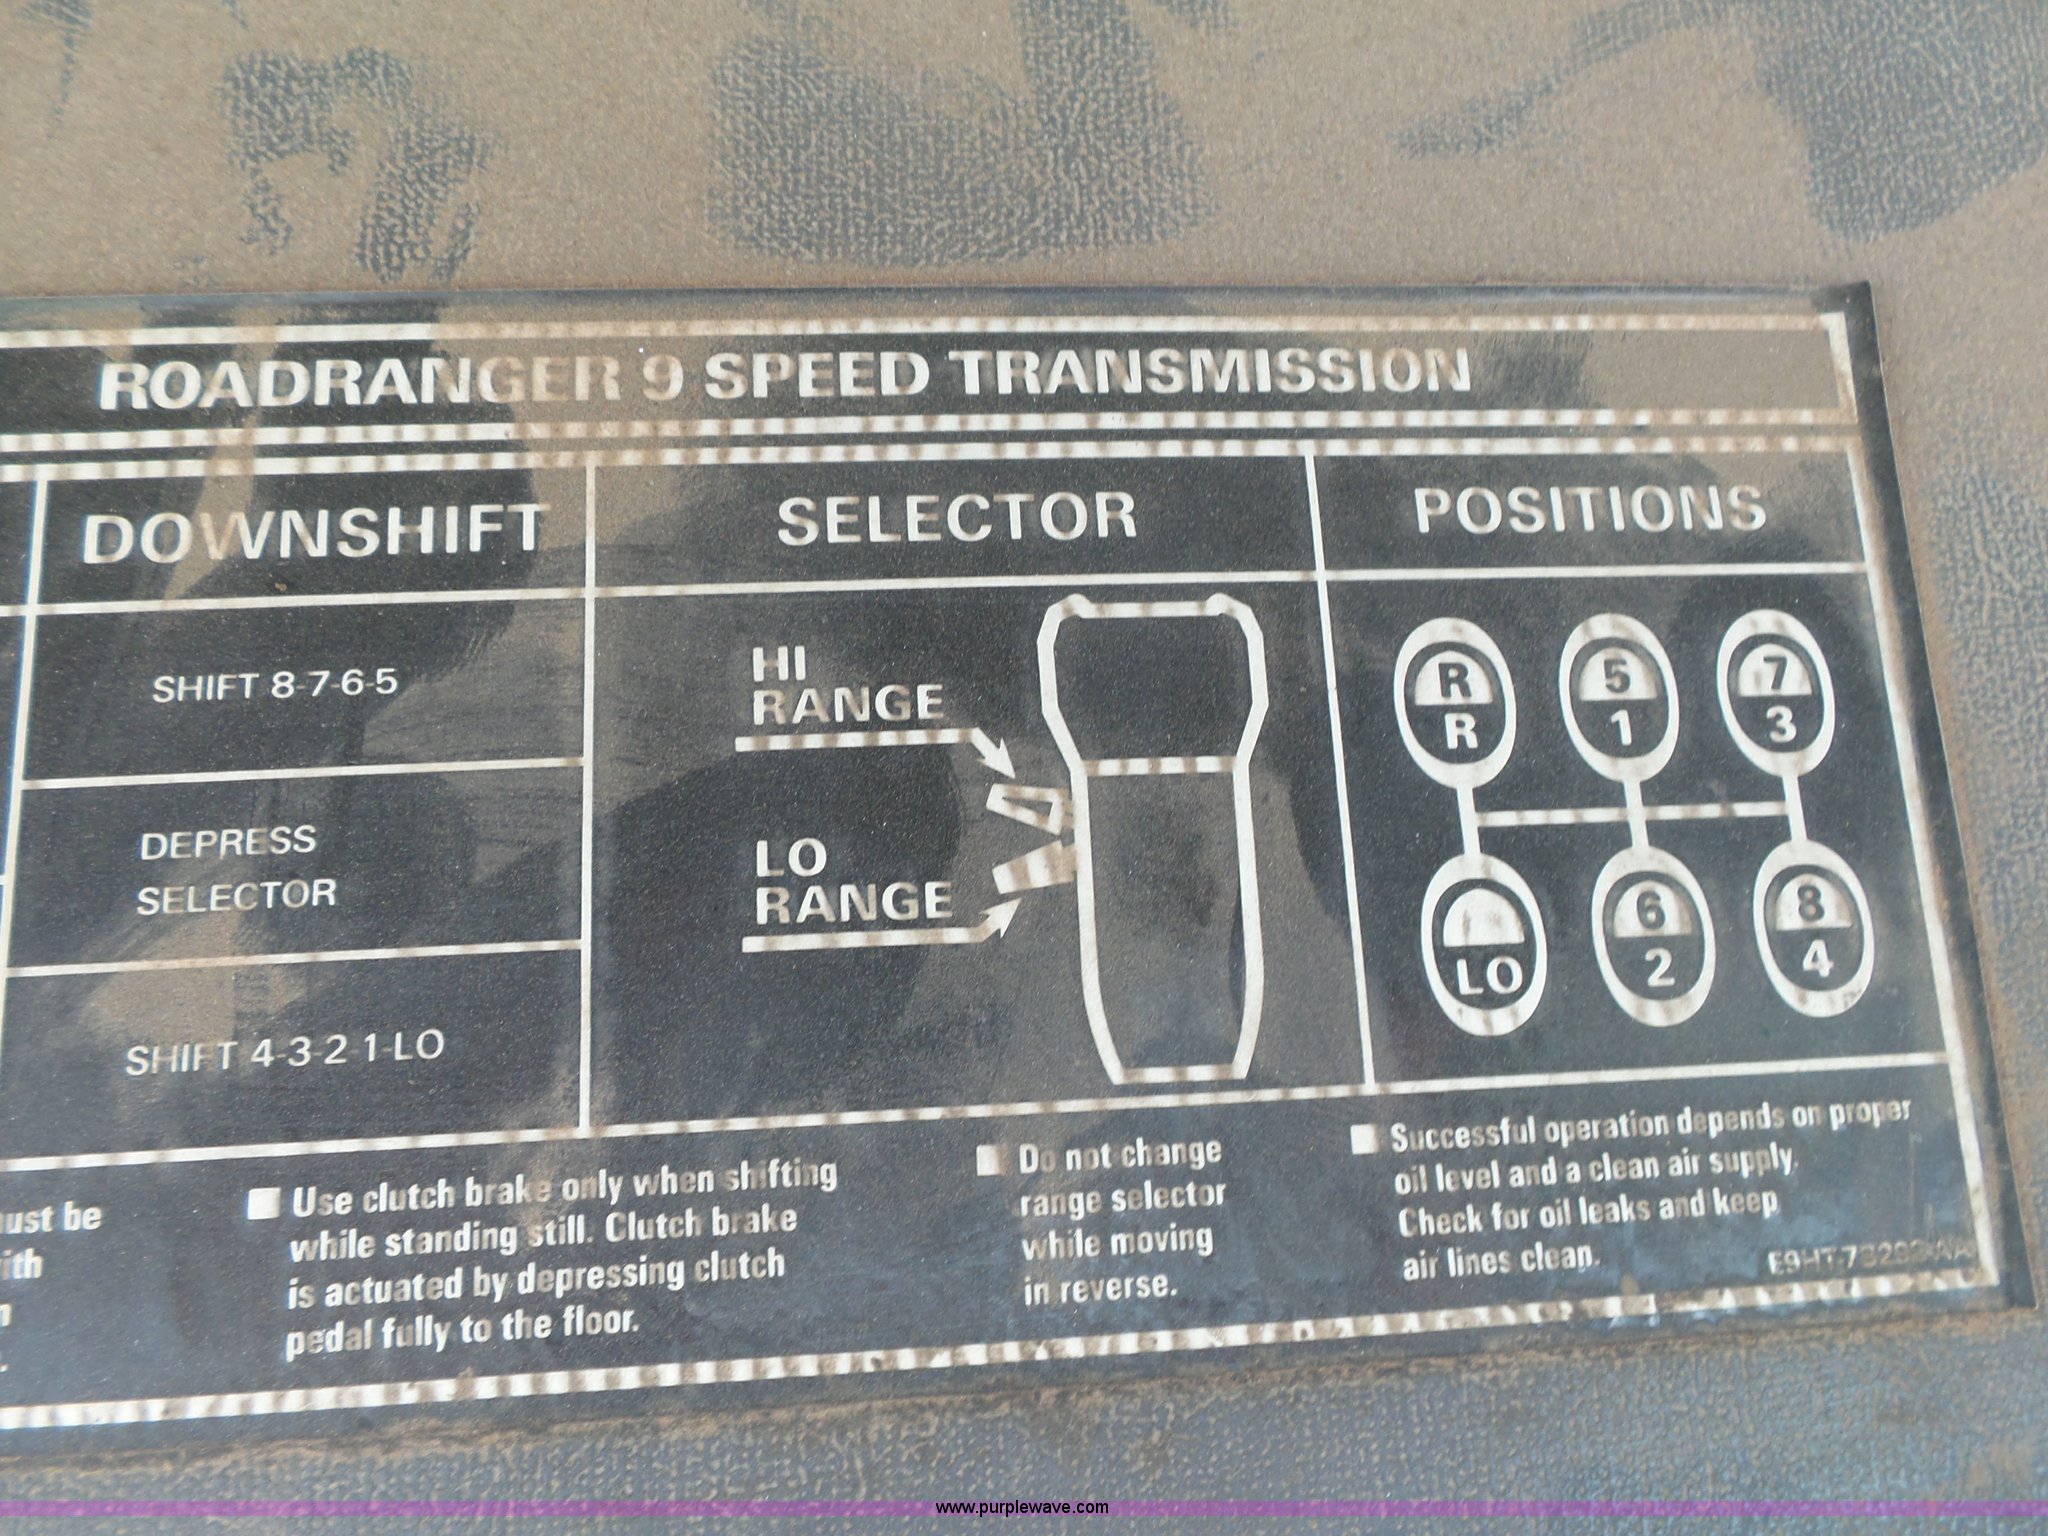 ROADRANGER 9 SPEED TRANSMISSION
DOWNSHIFT
SELECTOR
POSITIONS
SHIFT 8-7-6-5
DEPRESS
SELECTOR
SHIFT 4-3-2-1-LO
HI
RANGE
LO
RANGE
R 5 7
R 1 3
6 8
LO 2 4
ust be
ith
■ Use clutch brake only when shifting
while standing still. Clutch brake
is actuated by depressing clutch
pedal fully to the floor.
■ Do not change
range selector
while moving
in reverse.
■ Successful operation depends on proper
oil level and a clean air supply.
Check for oil leaks and keep
air lines clean.
www.purplewave.com